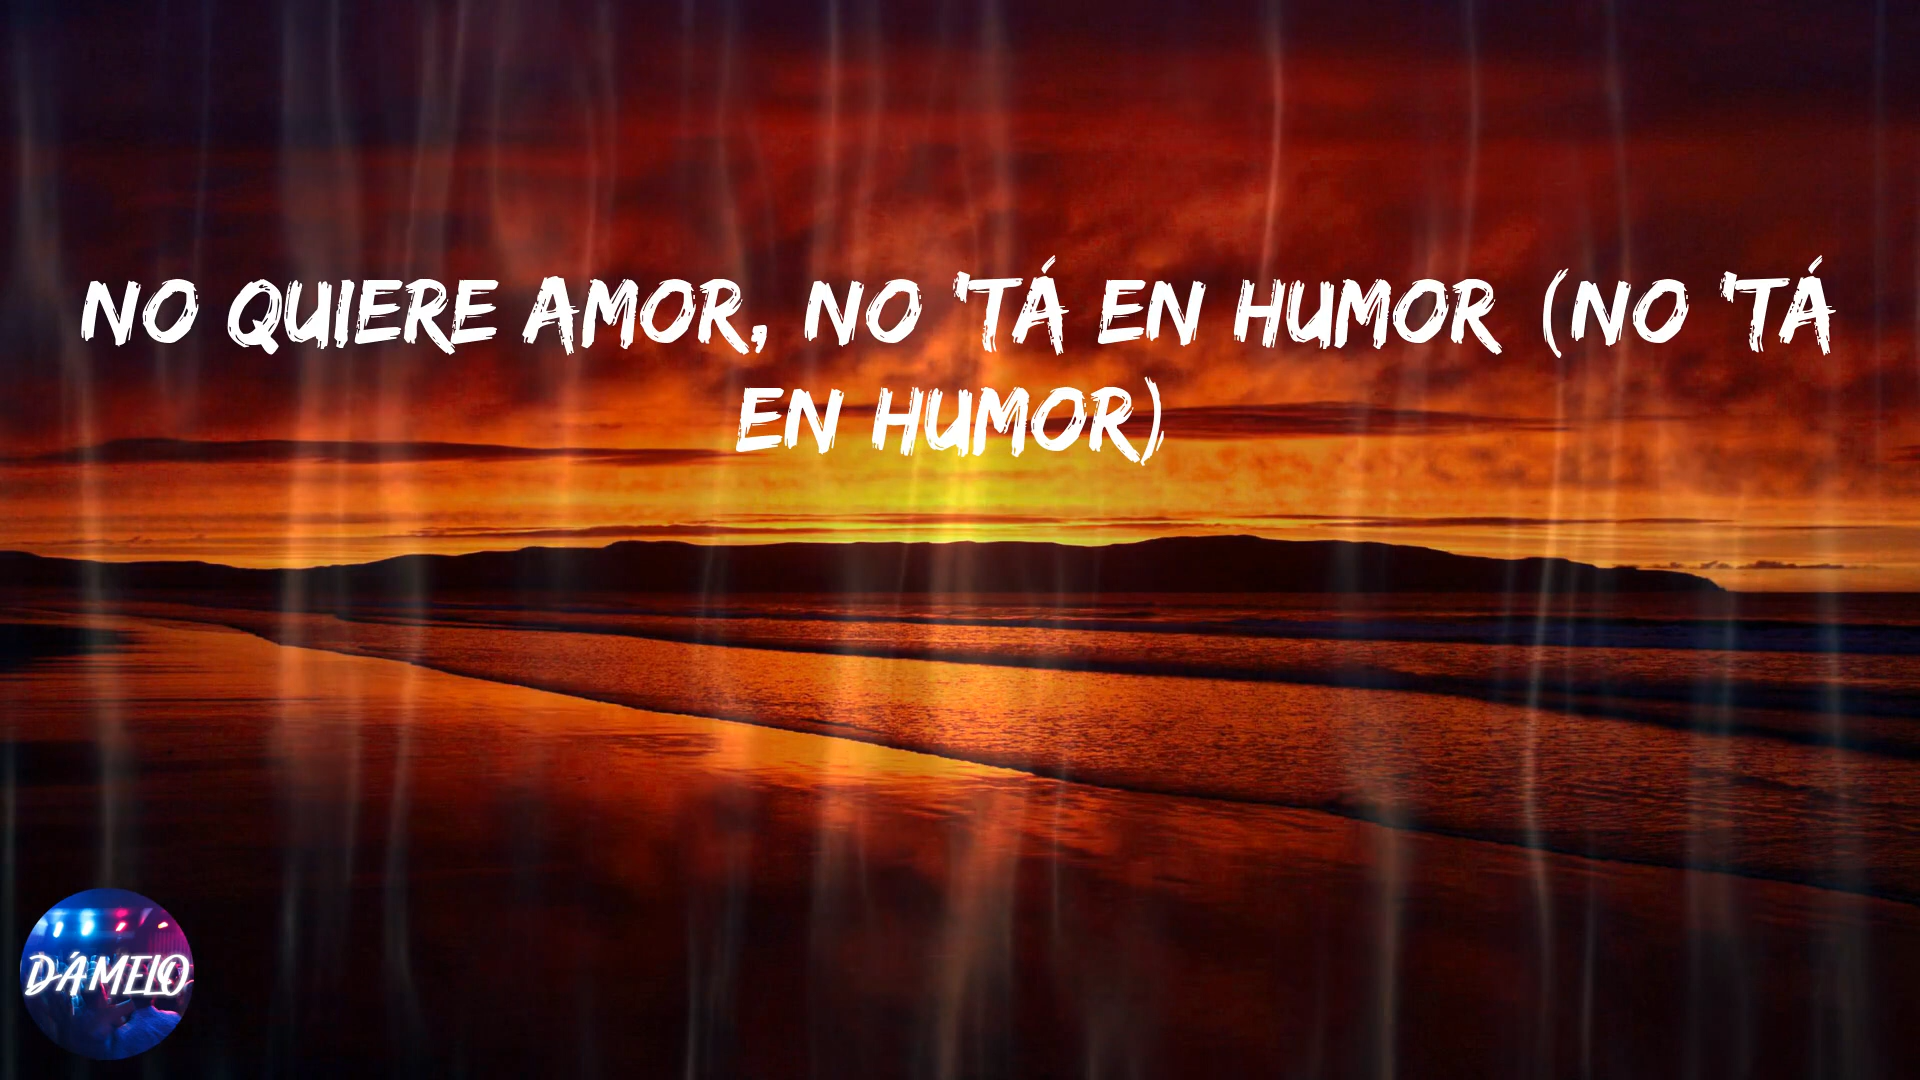 NO QUIERE AMOR, NO 'TÁ EN HUMOR (NO 'TÁ
EN HUMOR)
DÁMELO